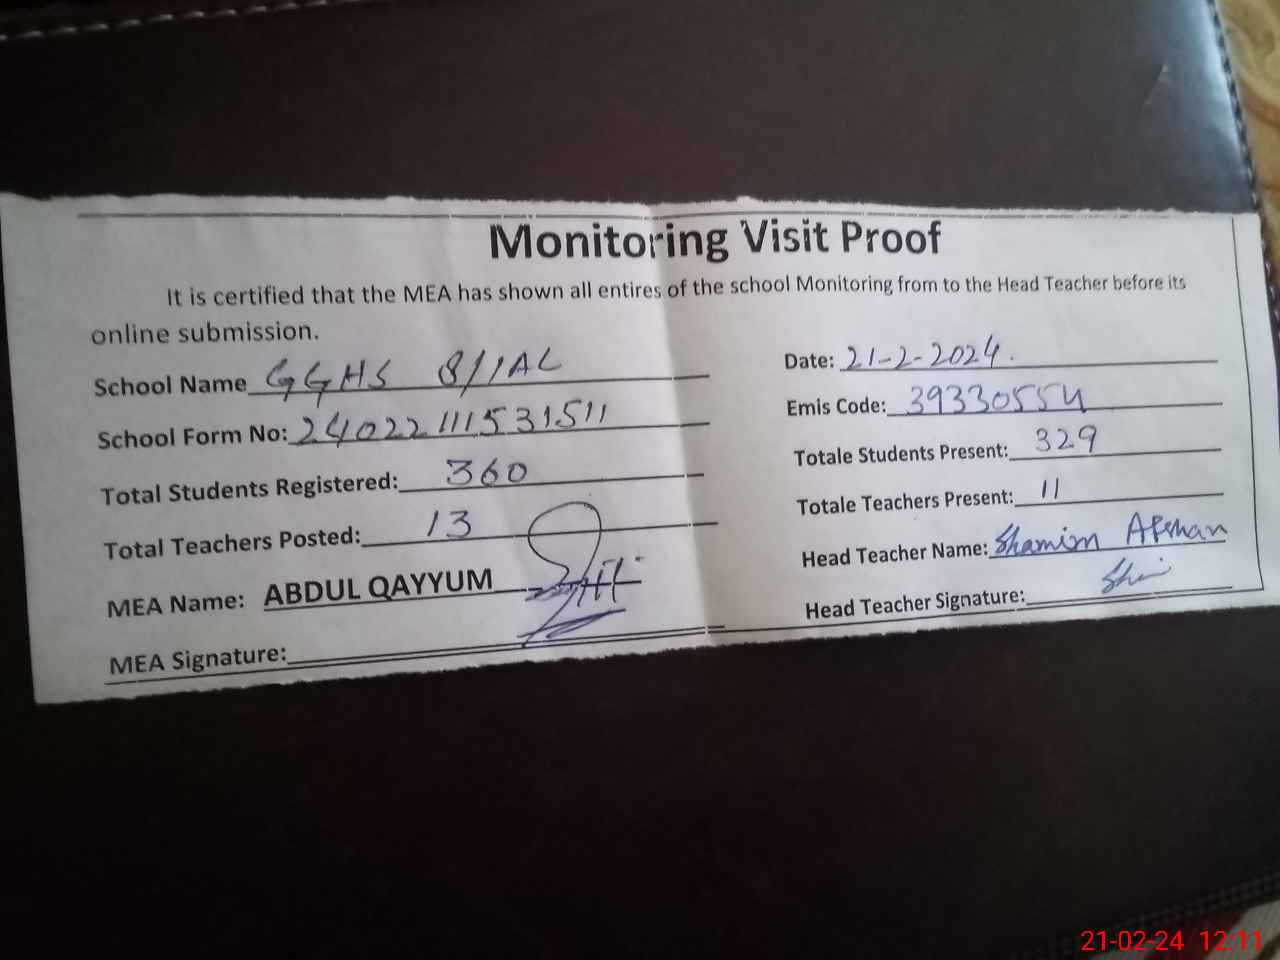 Monitoring Visit Proof
It is certified that the MEA has shown all entires of the school Monitoring from to the Head Teacher before its
online submission.
School Name GGHS 8/1AL
Date: 21-2-2024.
School Form No: 2402211531511
Emis Code: 39330554
Total Students Registered: 360
Totale Students Present: 329
Total Teachers Posted: 13
Totale Teachers Present: 11
MEA Name: ABDUL QAYYUM
Head Teacher Name: Shamim Afshan
MEA Signature:
Head Teacher Signature:
21-02-24 12:11